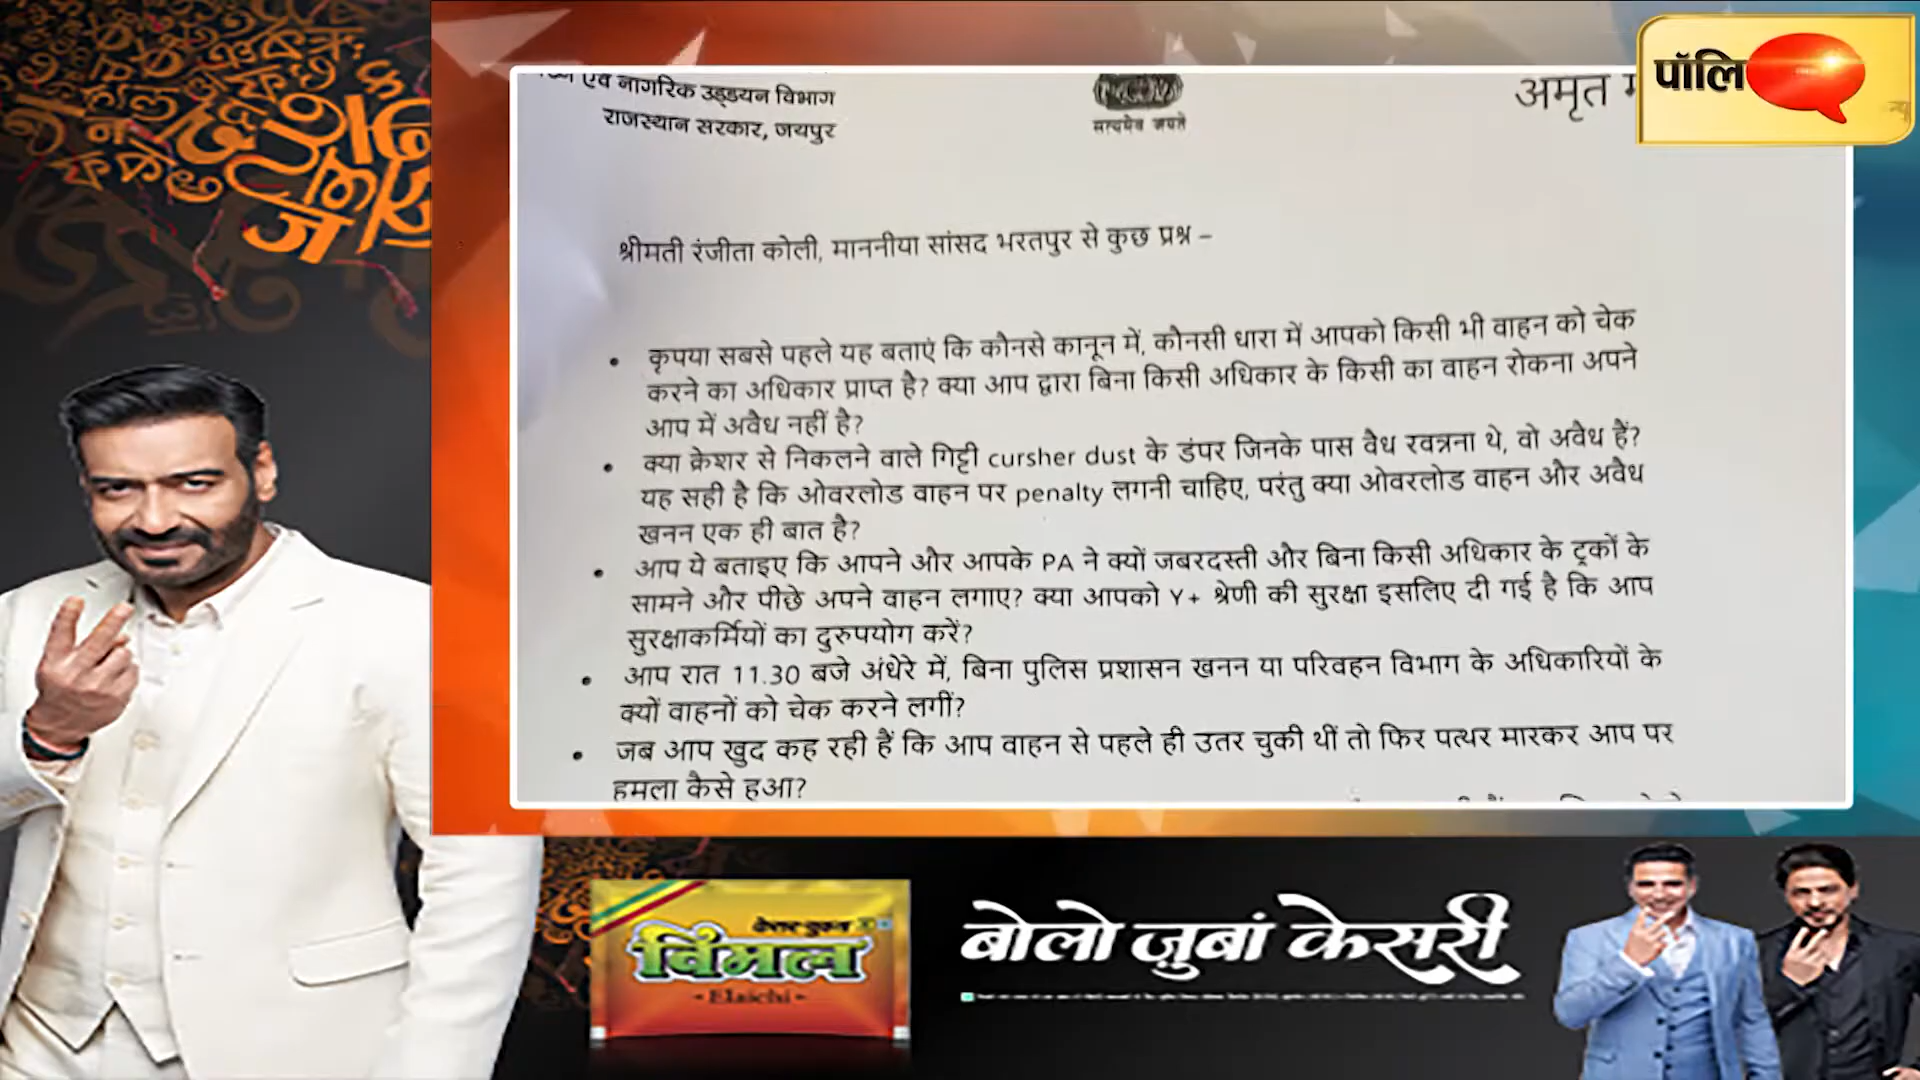 एवं नागरिक उड्डयन विभाग
राजस्थान सरकार, जयपुर
सत्यमेव जयते
अमृत
पॉलि
श्रीमती रंजीता कोली, माननीया सांसद भरतपुर से कुछ प्रश्न –
• कृपया सबसे पहले यह बताएं कि कौनसे कानून में, कौनसी धारा में आपको किसी भी वाहन को चेक
करने का अधिकार प्राप्त है? क्या आप द्वारा बिना किसी अधिकार के किसी का वाहन रोकना अपने
आप में अवैध नहीं है?
• क्या क्रेशर से निकलने वाले गिट्टी cursher dust के डंपर जिनके पास वैध रवन्नना थे, वो अवैध हैं?
यह सही है कि ओवरलोड वाहन पर penalty लगनी चाहिए, परंतु क्या ओवरलोड वाहन और अवैध
खनन एक ही बात है?
• आप ये बताइए कि आपने और आपके PA ने क्यों जबरदस्ती और बिना किसी अधिकार के ट्रकों के
सामने और पीछे अपने वाहन लगाए? क्या आपको Y+ श्रेणी की सुरक्षा इसलिए दी गई है कि आप
सुरक्षाकर्मियों का दुरुपयोग करें?
• आप रात 11.30 बजे अंधेरे में, बिना पुलिस प्रशासन खनन या परिवहन विभाग के अधिकारियों के
क्यों वाहनों को चेक करने लगीं?
• जब आप खुद कह रही हैं कि आप वाहन से पहले ही उतर चुकी थीं तो फिर पत्थर मारकर आप पर
हमला कैसे हुआ?
केसर युक्त
विमल
- Elaichi -
बोलो ज़ुबां केसरी